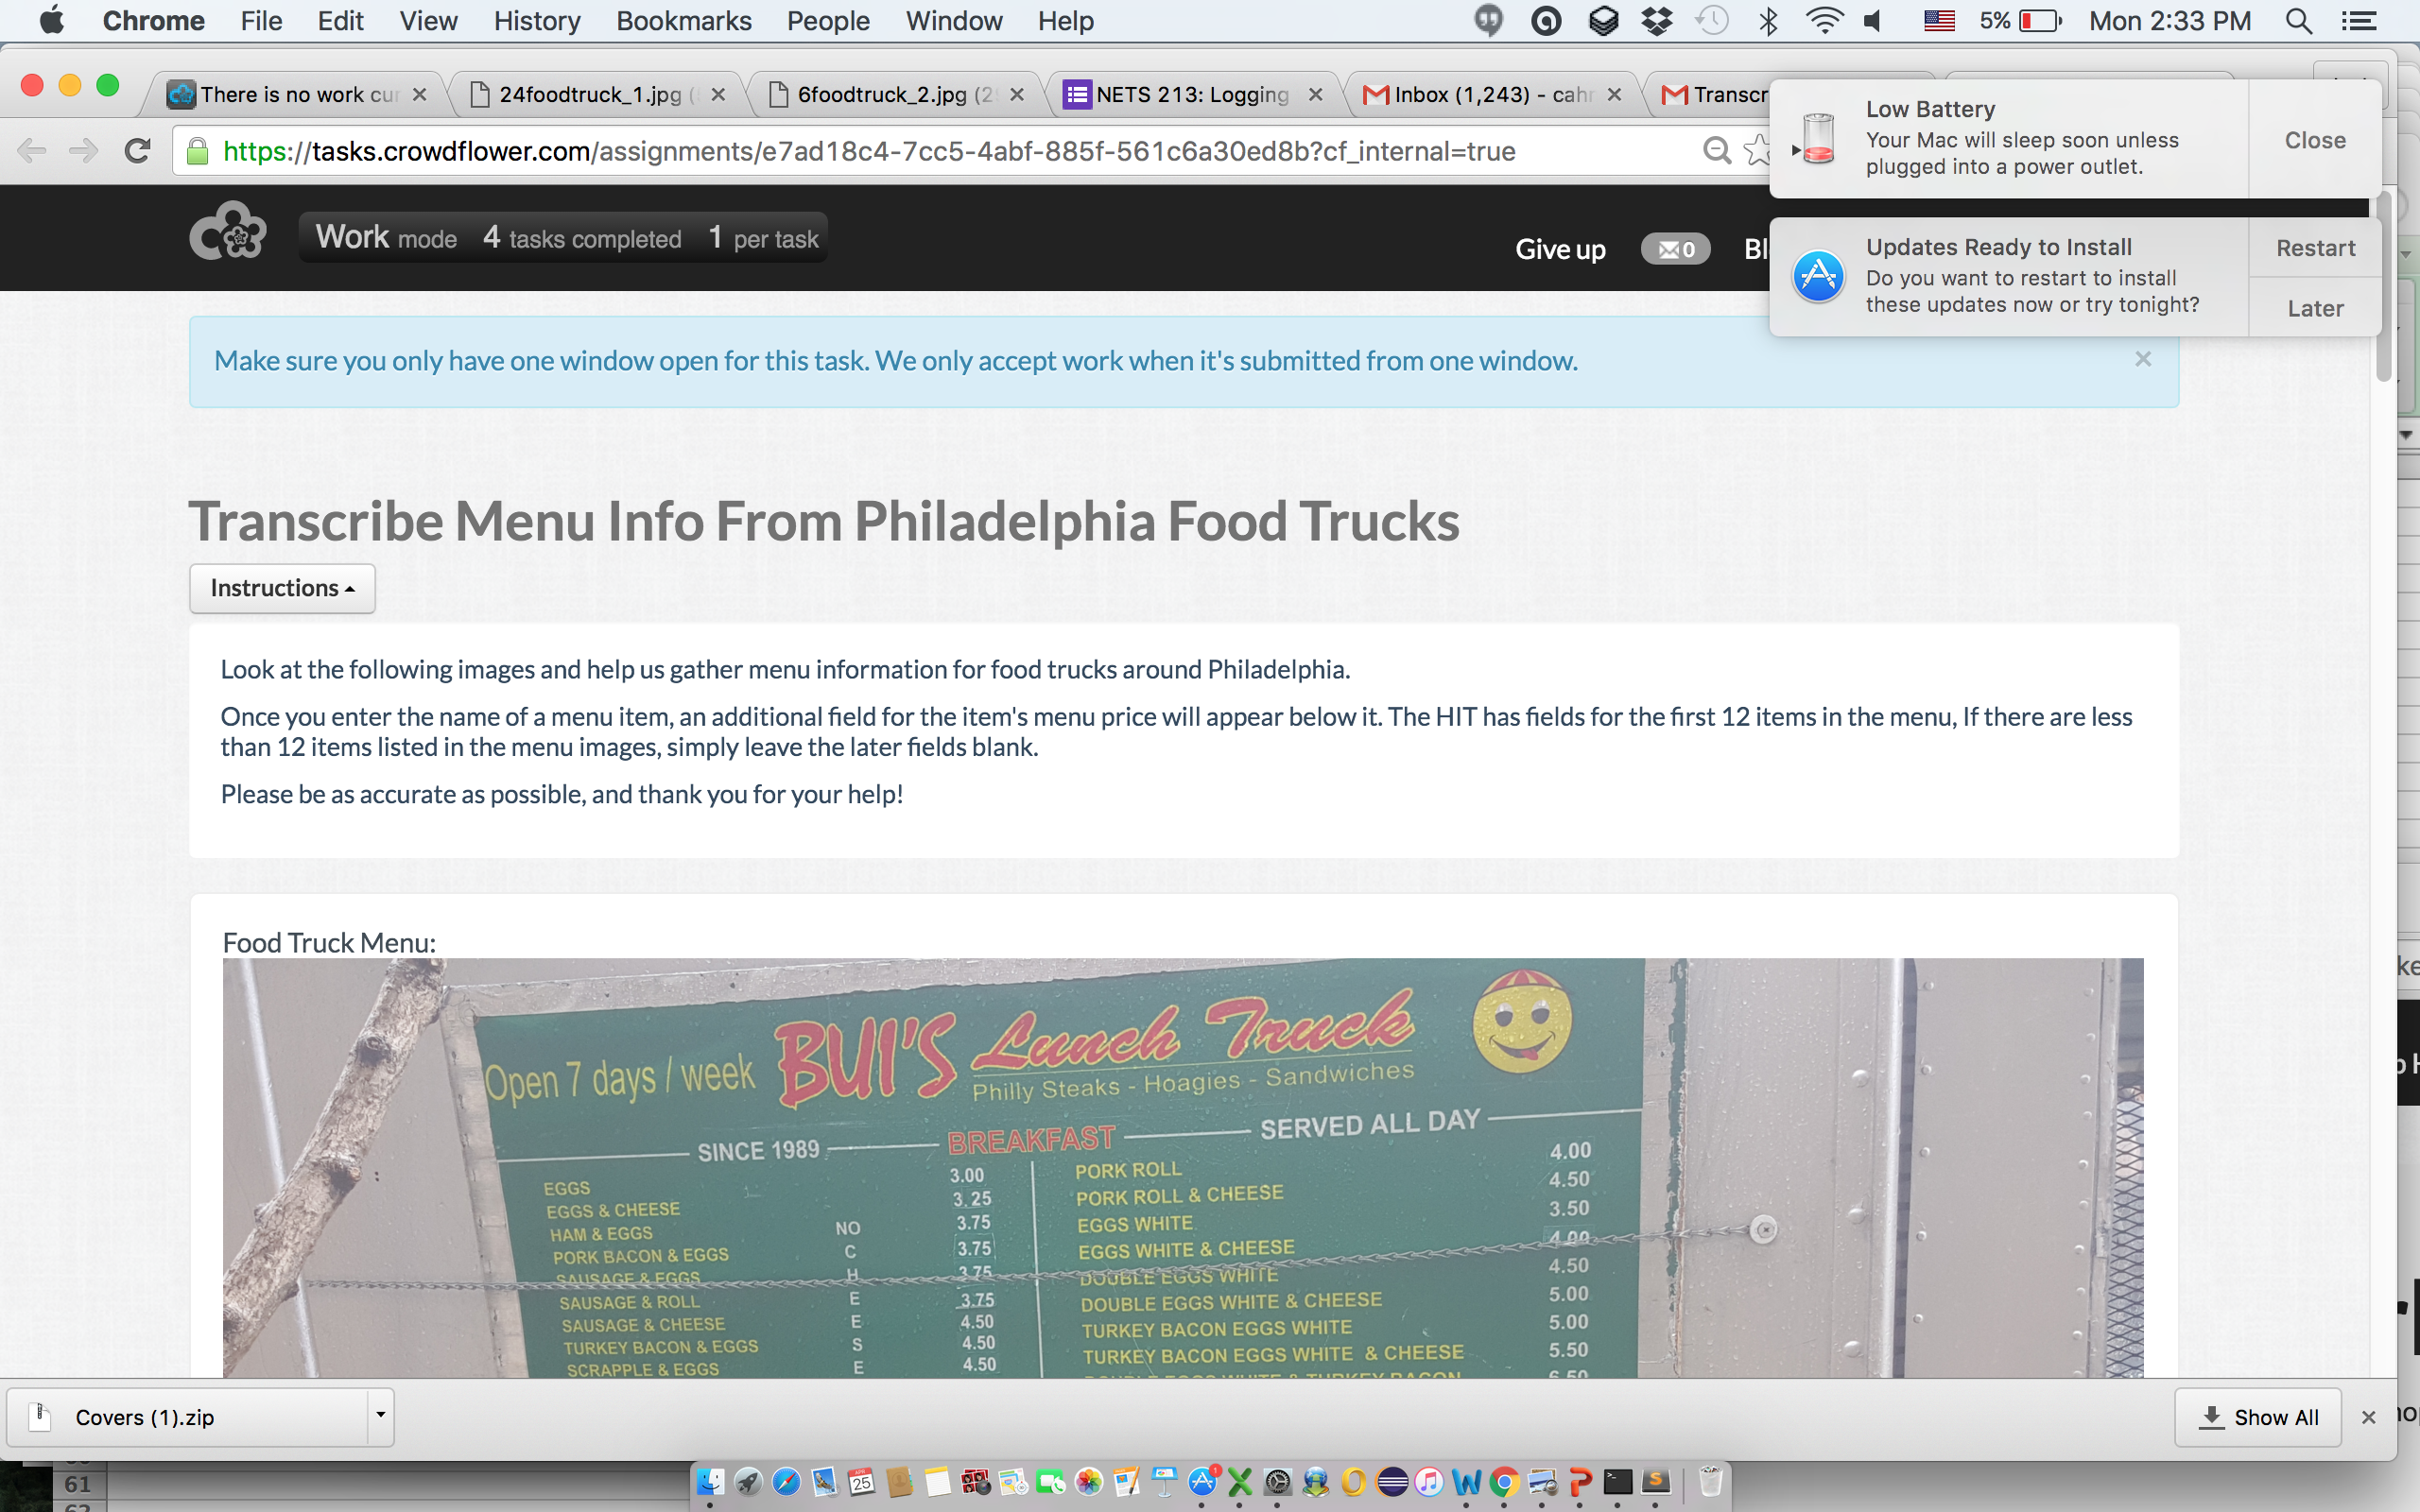 Chrome File Edit View History Bookmarks People Window Help 5% Mon 2:33 PM
There is no work cur
24foodtruck_1.jpg (
6foodtruck_2.jpg (2
NETS 213: Logging
Inbox (1,243) - cahr
Transcr
https://tasks.crowdflower.com/assignments/e7ad18c4-7cc5-4abf-885f-561c6a30ed8b?cf_internal=true
Low Battery
Your Mac will sleep soon unless
plugged into a power outlet.
Close
Updates Ready to Install
Do you want to restart to install
these updates now or try tonight?
Restart
Later
Work mode 4 tasks completed 1 per task
Give up 0
Make sure you only have one window open for this task. We only accept work when it's submitted from one window.
Transcribe Menu Info From Philadelphia Food Trucks
Instructions
Look at the following images and help us gather menu information for food trucks around Philadelphia.
Once you enter the name of a menu item, an additional field for the item's menu price will appear below it. The HIT has fields for the first 12 items in the menu, If there are less
than 12 items listed in the menu images, simply leave the later fields blank.
Please be as accurate as possible, and thank you for your help!
Food Truck Menu:
Open 7 days / week BUI'S Lunch Truck
Philly Steaks - Hoagies - Sandwiches
SINCE 1989 BREAKFAST SERVED ALL DAY
EGGS 3.00
EGGS & CHEESE 3.25
HAM & EGGS NO 3.75
PORK BACON & EGGS C 3.75
SAUSAGE & EGGS H 3.75
SAUSAGE & ROLL E 3.75
SAUSAGE & CHEESE E 4.50
TURKEY BACON & EGGS S 4.50
SCRAPPLE & EGGS E 4.50
PORK ROLL 4.00
PORK ROLL & CHEESE 4.50
EGGS WHITE 3.50
EGGS WHITE & CHEESE 4.00
DOUBLE EGGS WHITE 4.50
DOUBLE EGGS WHITE & CHEESE 5.00
TURKEY BACON EGGS WHITE 5.00
TURKEY BACON EGGS WHITE & CHEESE 5.50
DOUBLE EGGS WHITE & TURKEY BACON 6.50
Covers (1).zip
Show All
61
62
APR
25